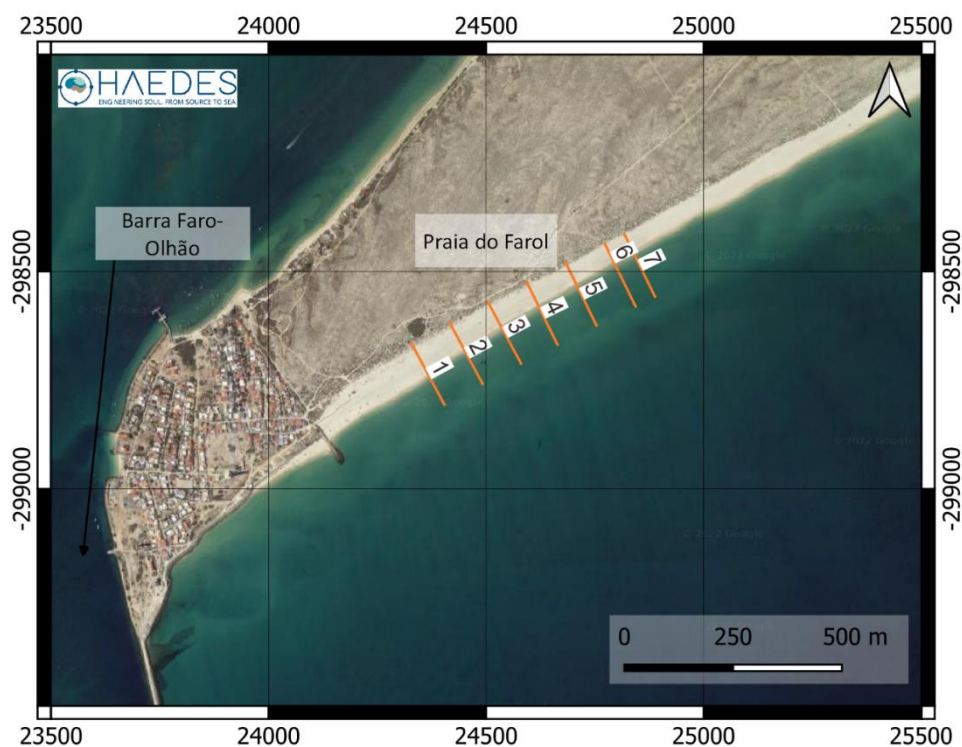 23500 24000 24500 25000 25500
HAEDES
ENGINEERING SOUL. FROM SOURCE TO SEA
Barra Faro-
Olhão
Praia do Farol
-298500
-298500
1
2
3
4
5
6
7
-299000
-299000
0 250 500 m
23500 24000 24500 25000 25500